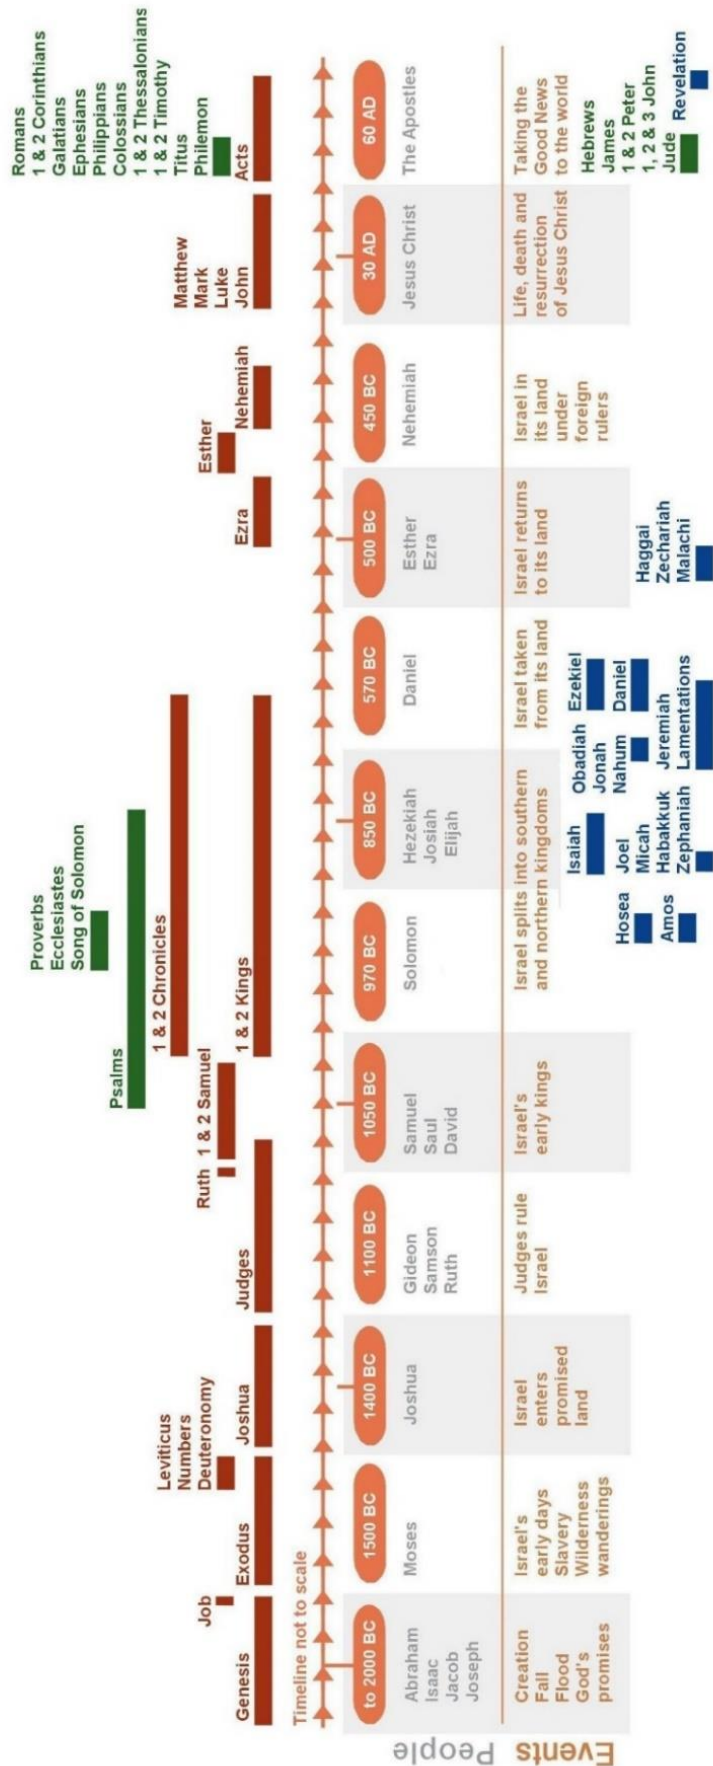 Proverbs
Ecclesiastes
Song of Solomon
Psalms
1 & 2 Chronicles
Romans
1 & 2 Corinthians
Galatians
Ephesians
Philippians
Colossians
1 & 2 Thessalonians
1 & 2 Timothy
Titus
Philemon
Job
Leviticus
Numbers
Deuteronomy
Ruth
1 & 2 Samuel
Esther
Matthew
Mark
Luke
John
Genesis
Exodus
Joshua
Judges
1 & 2 Kings
Ezra
Nehemiah
Acts
Timeline not to scale
to 2000 BC
1500 BC
1400 BC
1100 BC
1050 BC
970 BC
850 BC
570 BC
500 BC
450 BC
30 AD
60 AD
People
Abraham
Isaac
Jacob
Joseph
Moses
Joshua
Gideon
Samson
Ruth
Samuel
Saul
David
Solomon
Hezekiah
Josiah
Elijah
Daniel
Esther
Ezra
Nehemiah
Jesus Christ
The Apostles
Events
Creation
Fall
Flood
God's
promises
Israel's
early days
Slavery
Wilderness
wanderings
Israel
enters
promised
land
Judges rule
Israel
Israel's
early kings
Israel splits into southern
and northern kingdoms
Israel taken
from its land
Israel returns
to its land
Israel in
its land
under
foreign
rulers
Life, death and
resurrection
of Jesus Christ
Taking the
Good News
to the world
Hosea
Amos
Isaiah
Joel
Micah
Habakkuk
Zephaniah
Obadiah
Jonah
Nahum
Jeremiah
Lamentations
Ezekiel
Daniel
Haggai
Zechariah
Malachi
Hebrews
James
1 & 2 Peter
1, 2 & 3 John
Jude
Revelation